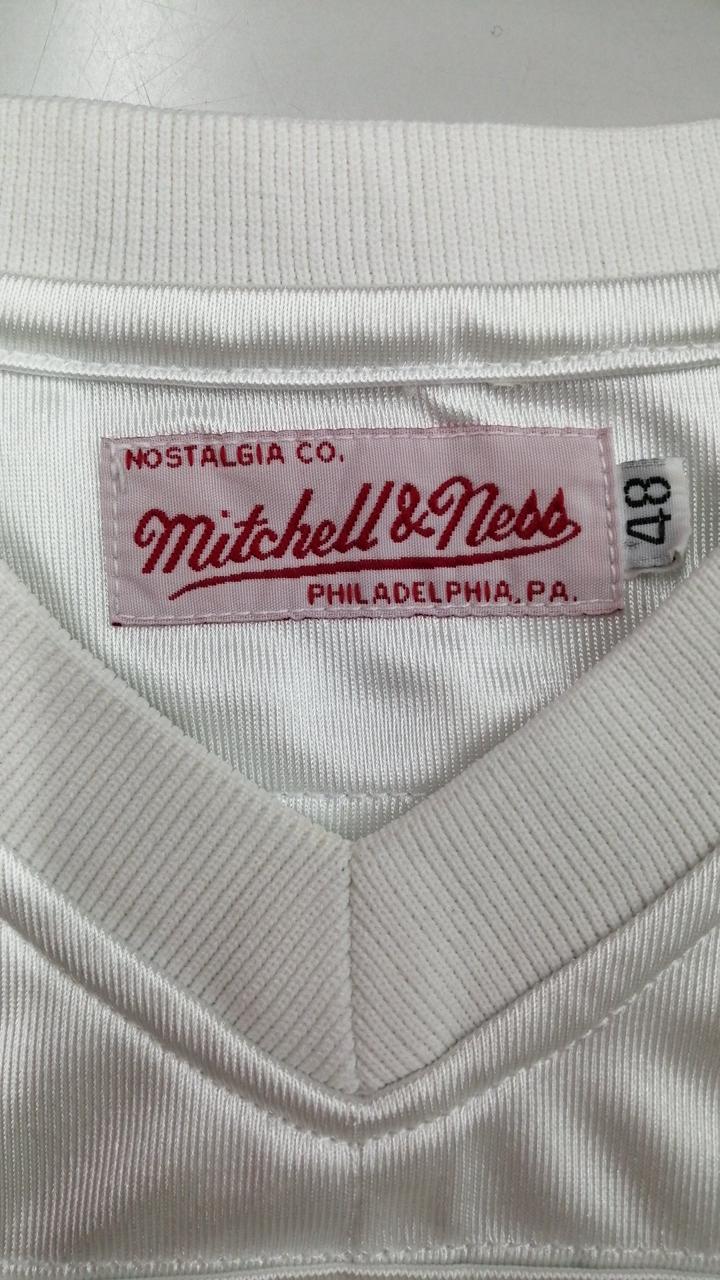 NOSTALGIA CO.
Mitchell & Ness
PHILADELPHIA, PA.
48